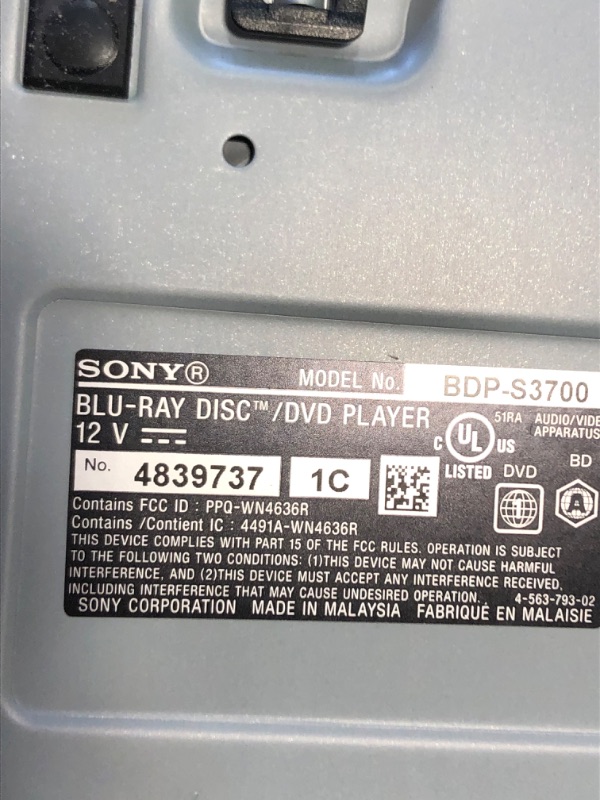 SONY®
MODEL No. BDP-S3700
BLU-RAY DISC™/DVD PLAYER
12 V
51RA AUDIO/VIDE
APPARATUS
C UL US
LISTED
DVD
BD
A
No. 4839737 1C
Contains FCC ID : PPQ-WN4636R
Contains /Contient IC : 4491A-WN4636R
THIS DEVICE COMPLIES WITH PART 15 OF THE FCC RULES. OPERATION IS SUBJECT
TO THE FOLLOWING TWO CONDITIONS: (1)THIS DEVICE MAY NOT CAUSE HARMFUL
INTERFERENCE, AND (2)THIS DEVICE MUST ACCEPT ANY INTERFERENCE RECEIVED,
INCLUDING INTERFERENCE THAT MAY CAUSE UNDESIRED OPERATION. 4-563-793-02
SONY CORPORATION MADE IN MALAYSIA FABRIQUÉ EN MALAISIE